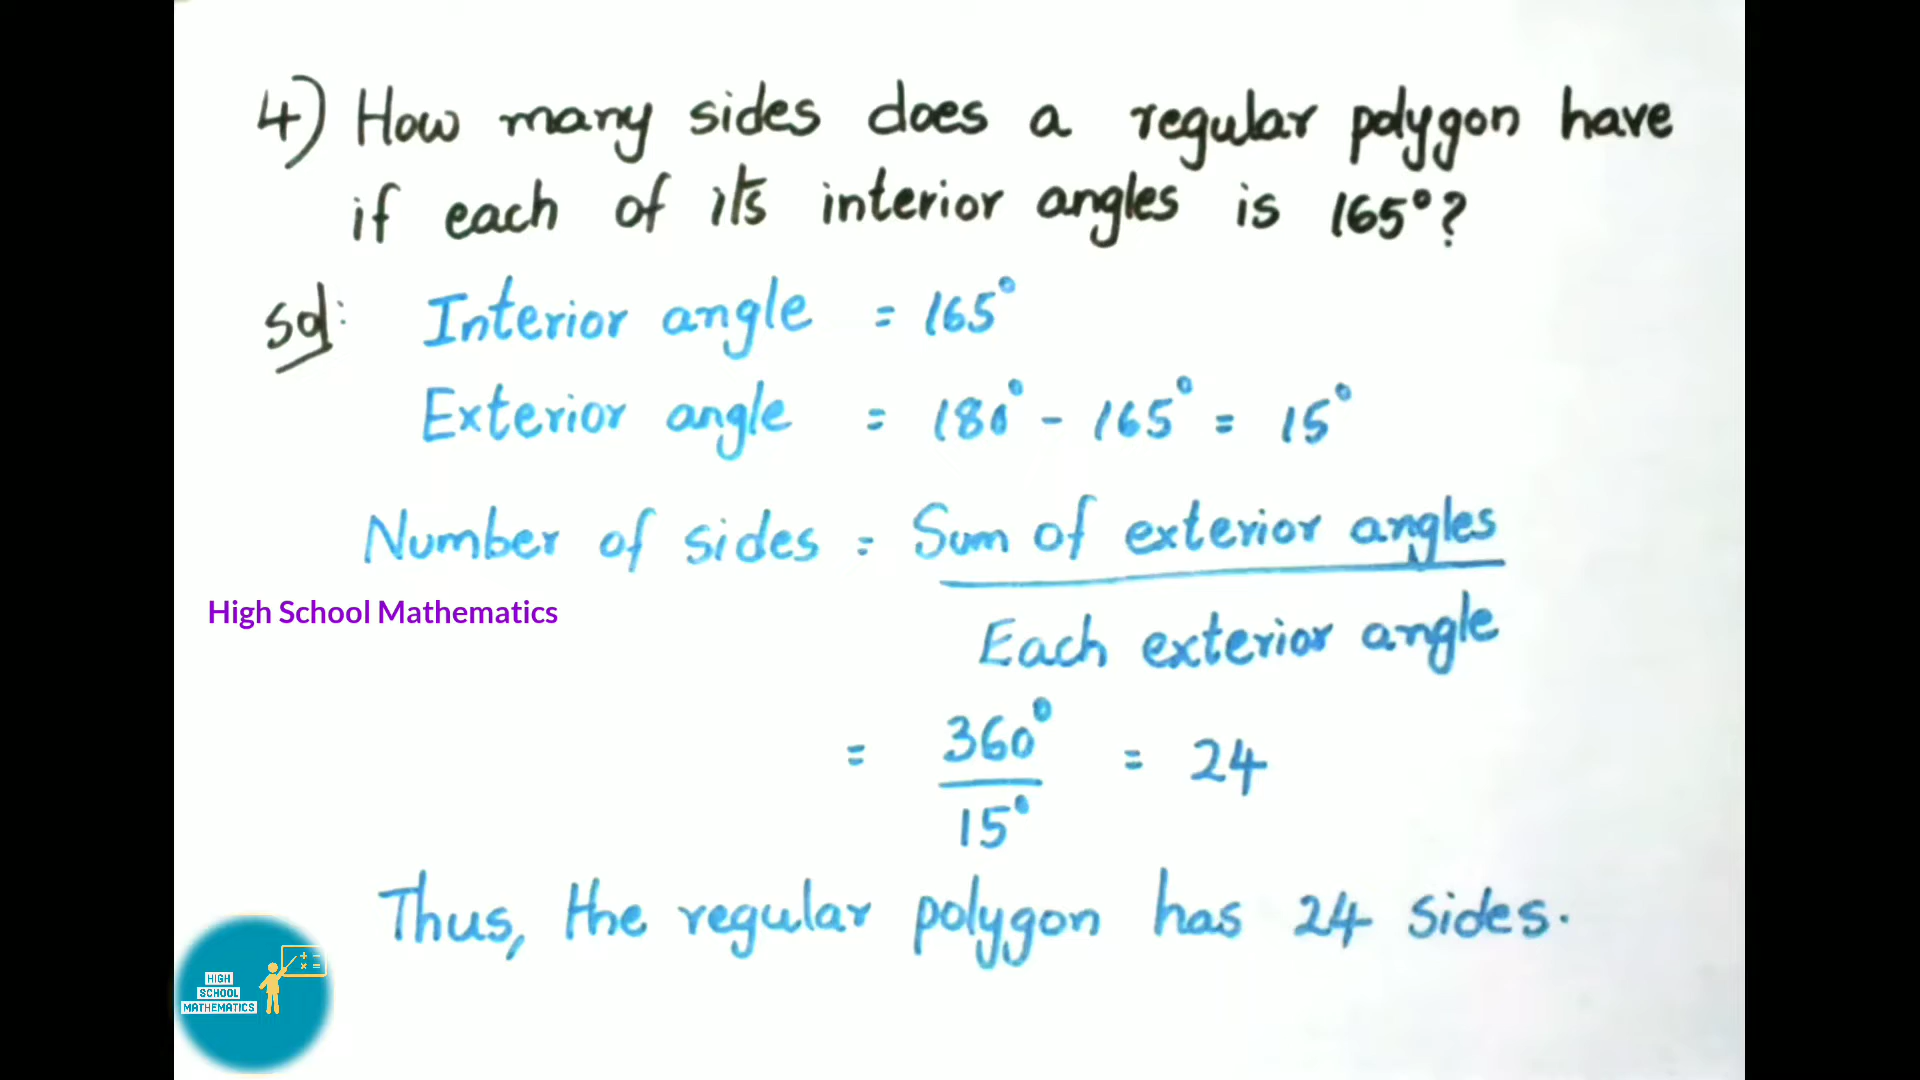 4) How many sides does a regular polygon have
if each of its interior angles is 165°?
Sol: Interior angle = 165°
Exterior angle = 180° - 165° = 15°
Number of sides = Sum of exterior angles
Each exterior angle
High School Mathematics
= 360° = 24
15°
Thus, the regular polygon has 24 sides.
HIGH
SCHOOL
MATHEMATICS
+ -
× =